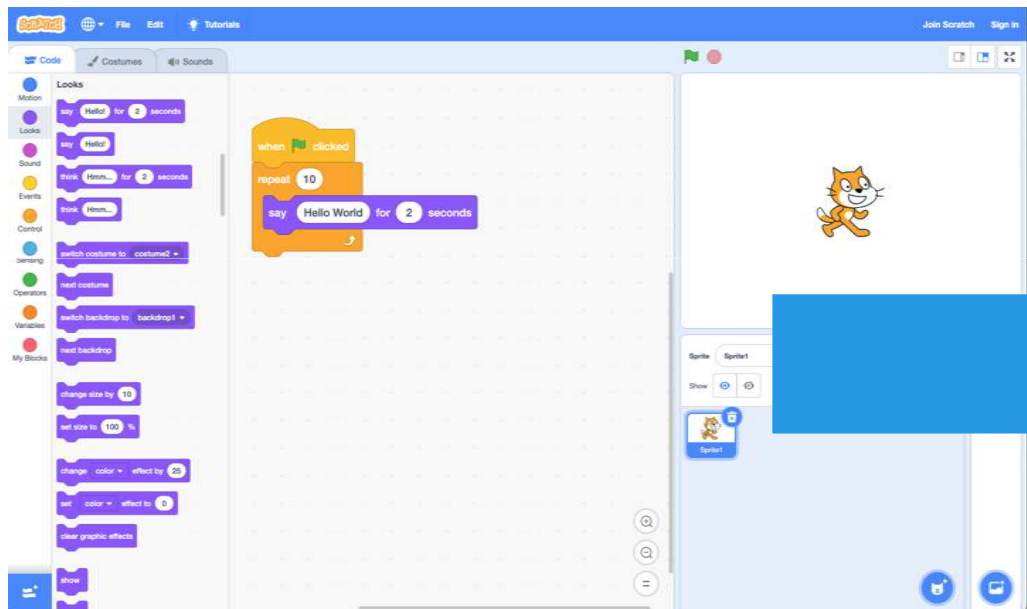 SCRATCH File Edit Tutorials Join Scratch Sign in
Code Costumes Sounds
Motion
Looks
Sound
Events
Control
Sensing
Operators
Variables
My Blocks
Looks
say Hello! for 2 seconds
say Hello!
think Hmm... for 2 seconds
think Hmm...
switch costume to costume2
next costume
switch backdrop to backdrop1
next backdrop
change size by 10
set size to 100 %
change color effect by 25
set color effect to 0
clear graphic effects
show
when clicked
repeat 10
say Hello World for 2 seconds
Sprite Sprite1
Show
Sprite1